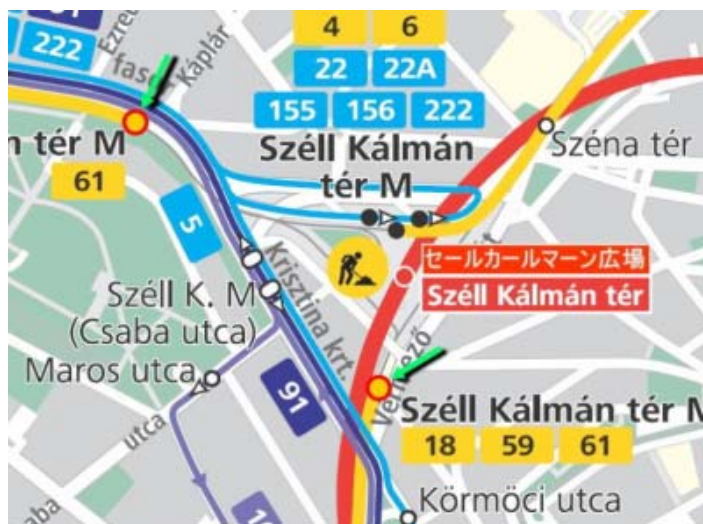 222
fasor
Káplár
4
6
22
22A
155
156
222
Széll Kálmán
tér M
Széna tér
n tér M
61
5
Krisztina krt.
セールカールマーン広場
Széll Kálmán tér
Széll K. M
(Csaba utca)
Maros utca
91
utca
Széll Kálmán tér M
18
59
61
Körmöci utca